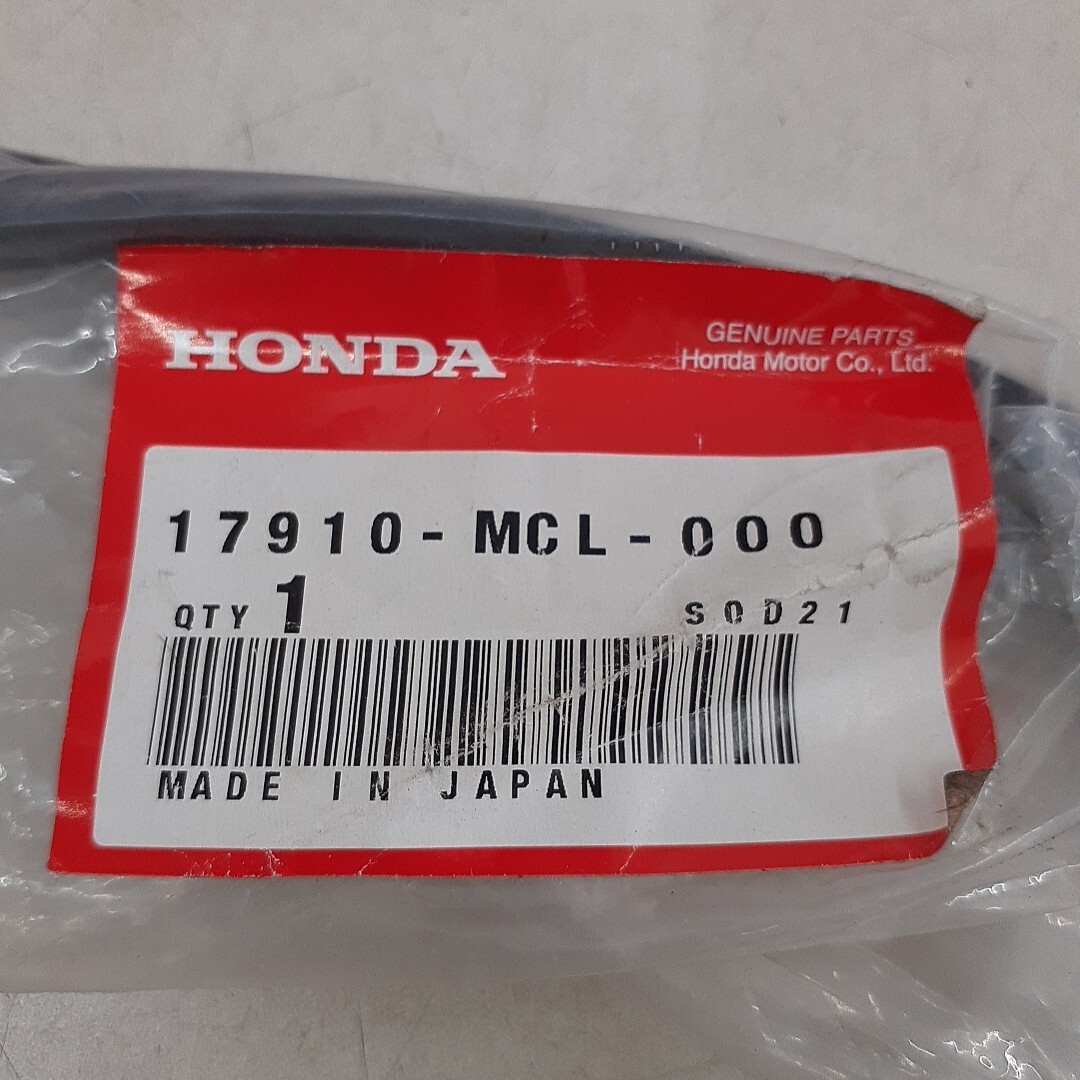 HONDA
GENUINE PARTS
Honda Motor Co., Ltd.
17910-MCL-000
QTY 1 S0D21
MADE IN JAPAN